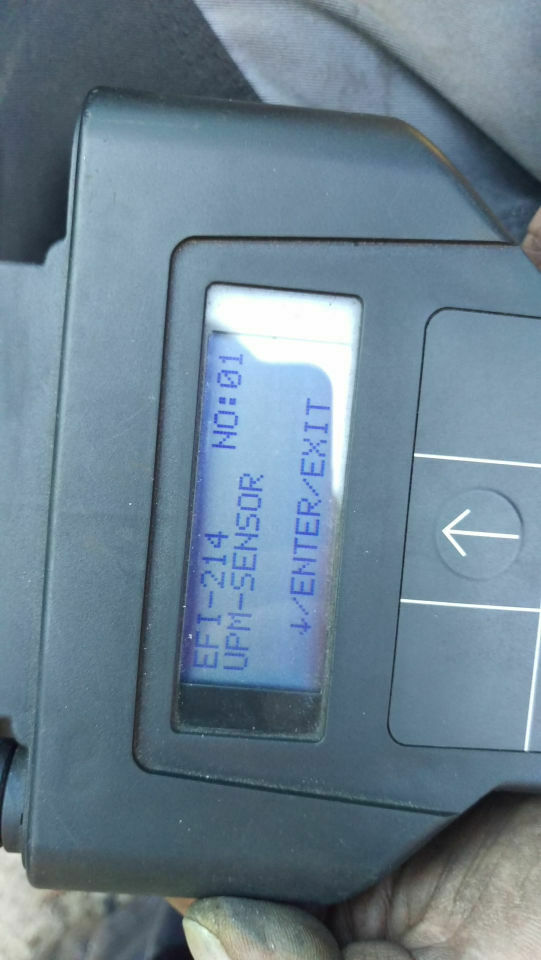 EFI-214
UPM-SENSOR NO:01
↓/ENTER/EXIT